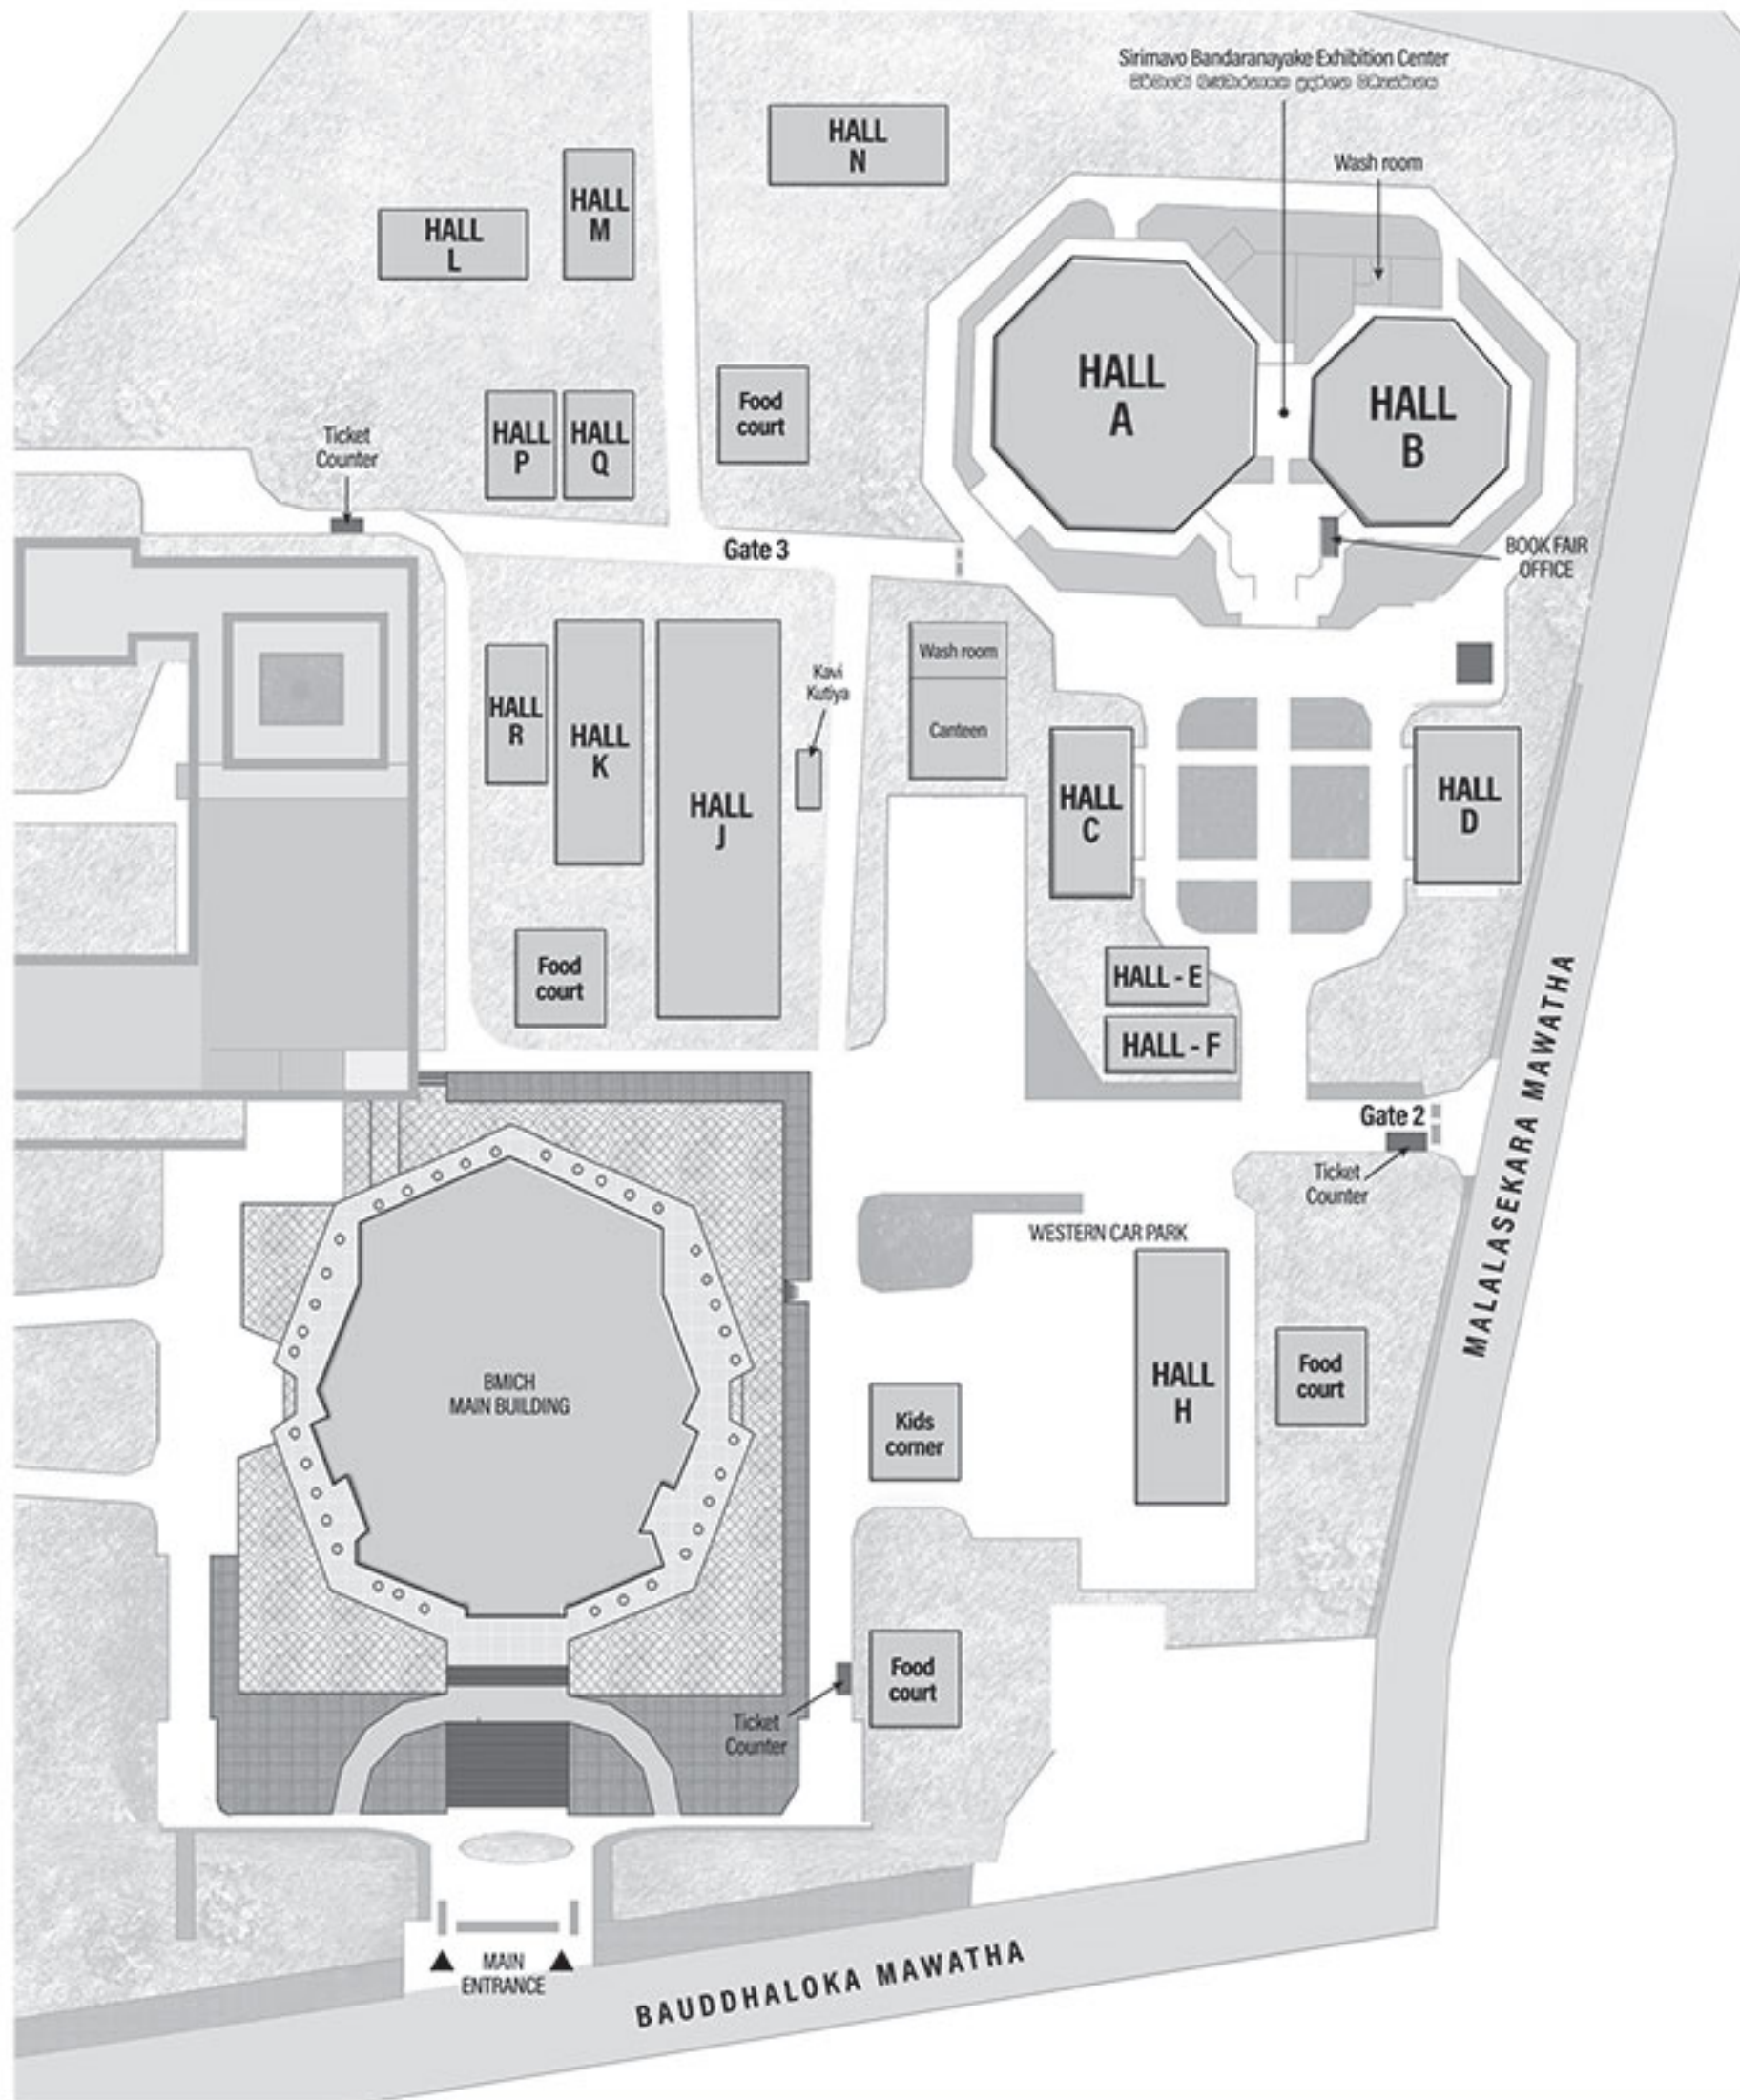 Sirimavo Bandaranayake Exhibition Center
Wash room
HALL
N
HALL
M
HALL
L
HALL
A
HALL
B
Food
court
HALL
P
HALL
Q
Ticket
Counter
Gate 3
BOOK FAIR
OFFICE
Wash room
Canteen
Kavi
Kutiya
HALL
R
HALL
K
HALL
J
HALL
C
HALL
D
Food
court
HALL - E
HALL - F
MALALASEKARA MAWATHA
Gate 2
Ticket
Counter
WESTERN CAR PARK
BMICH
MAIN BUILDING
HALL
H
Food
court
Kids
corner
Food
court
Ticket
Counter
MAIN
ENTRANCE
BAUDDHALOKA MAWATHA